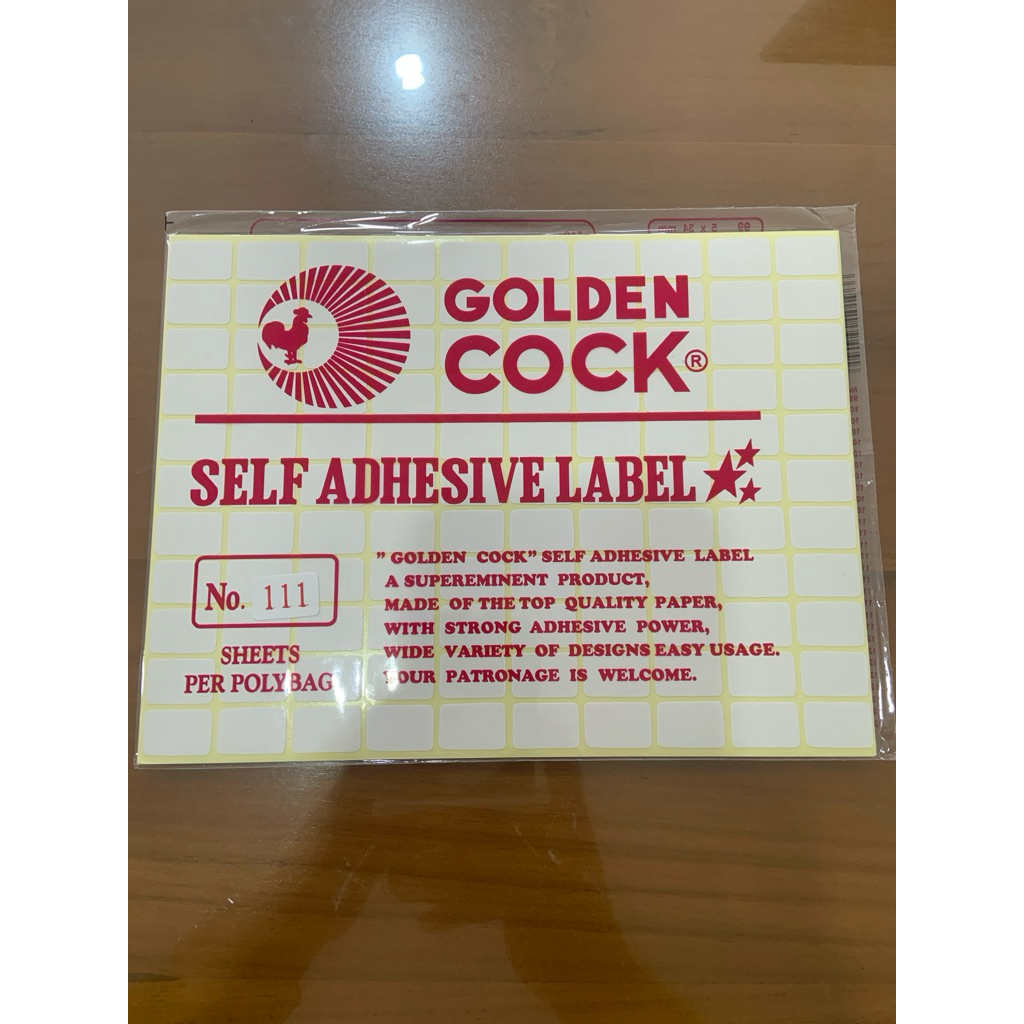 GOLDEN
COCK®
SELF ADHESIVE LABEL
No. 111
SHEETS
PER POLYBAG
" GOLDEN COCK" SELF ADHESIVE LABEL
A SUPEREMINENT PRODUCT,
MADE OF THE TOP QUALITY PAPER,
WITH STRONG ADHESIVE POWER,
WIDE VARIETY OF DESIGNS EASY USAGE.
YOUR PATRONAGE IS WELCOME.